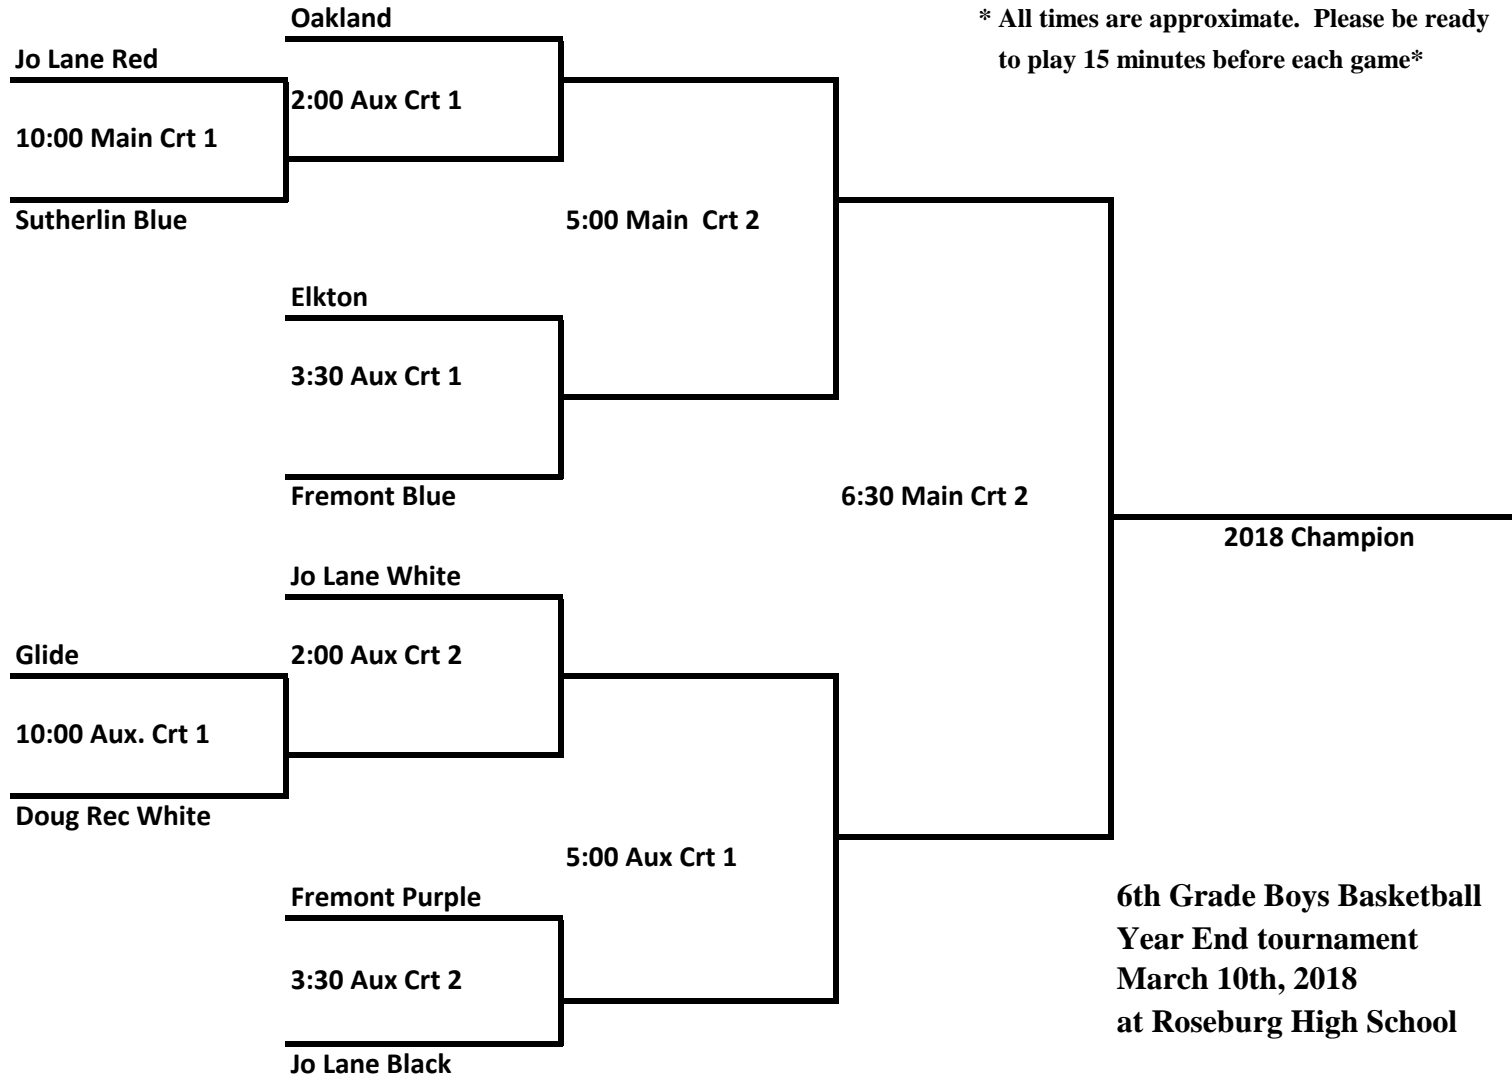 Oakland
* All times are approximate.  Please be ready
to play 15 minutes before each game*
Jo Lane Red
2:00 Aux Crt 1
10:00 Main Crt 1
Sutherlin Blue
5:00 Main  Crt 2
Elkton
3:30 Aux Crt 1
Fremont Blue
6:30 Main Crt 2
2018 Champion
Jo Lane White
Glide
2:00 Aux Crt 2
10:00 Aux. Crt 1
Doug Rec White
5:00 Aux Crt 1
Fremont Purple
3:30 Aux Crt 2
Jo Lane Black
6th Grade Boys Basketball
Year End tournament
March 10th, 2018
at Roseburg High School